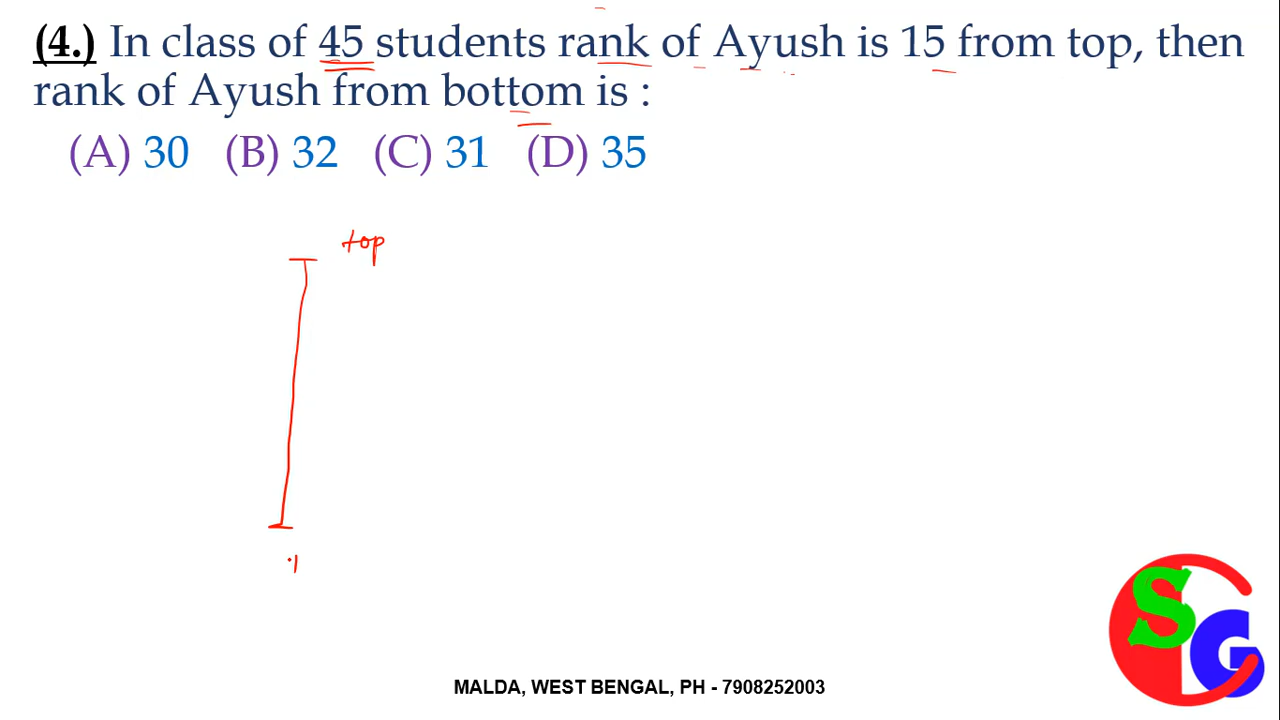 (4.) In class of 45 students rank of Ayush is 15 from top, then
rank of Ayush from bottom is :
(A) 30 (B) 32 (C) 31 (D) 35
top
SG
MALDA, WEST BENGAL, PH - 7908252003